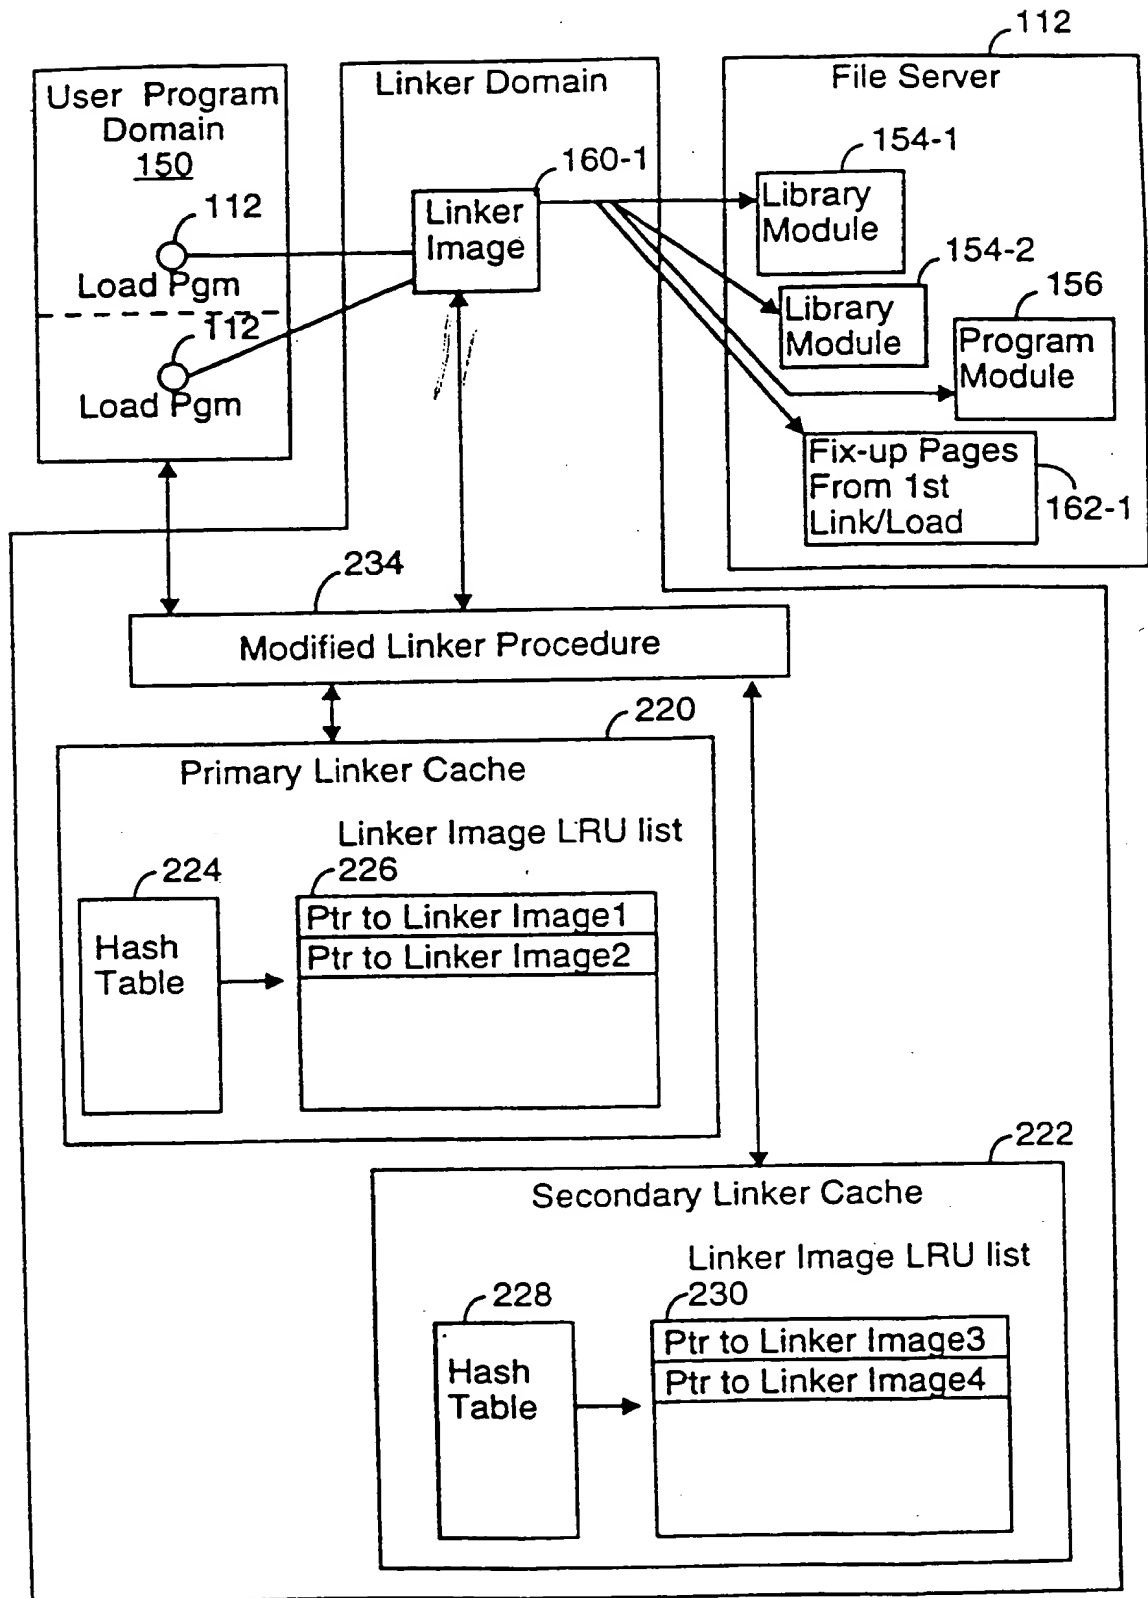 112
User Program
Domain
150
112
Load Pgm
112
Load Pgm
Linker Domain
160-1
Linker
Image
File Server
154-1
Library
Module
154-2
Library
Module
156
Program
Module
Fix-up Pages
From 1st
Link/Load
162-1
234
Modified Linker Procedure
220
Primary Linker Cache
Linker Image LRU list
224
226
Hash
Table
Ptr to Linker Image1
Ptr to Linker Image2
222
Secondary Linker Cache
Linker Image LRU list
228
230
Hash
Table
Ptr to Linker Image3
Ptr to Linker Image4